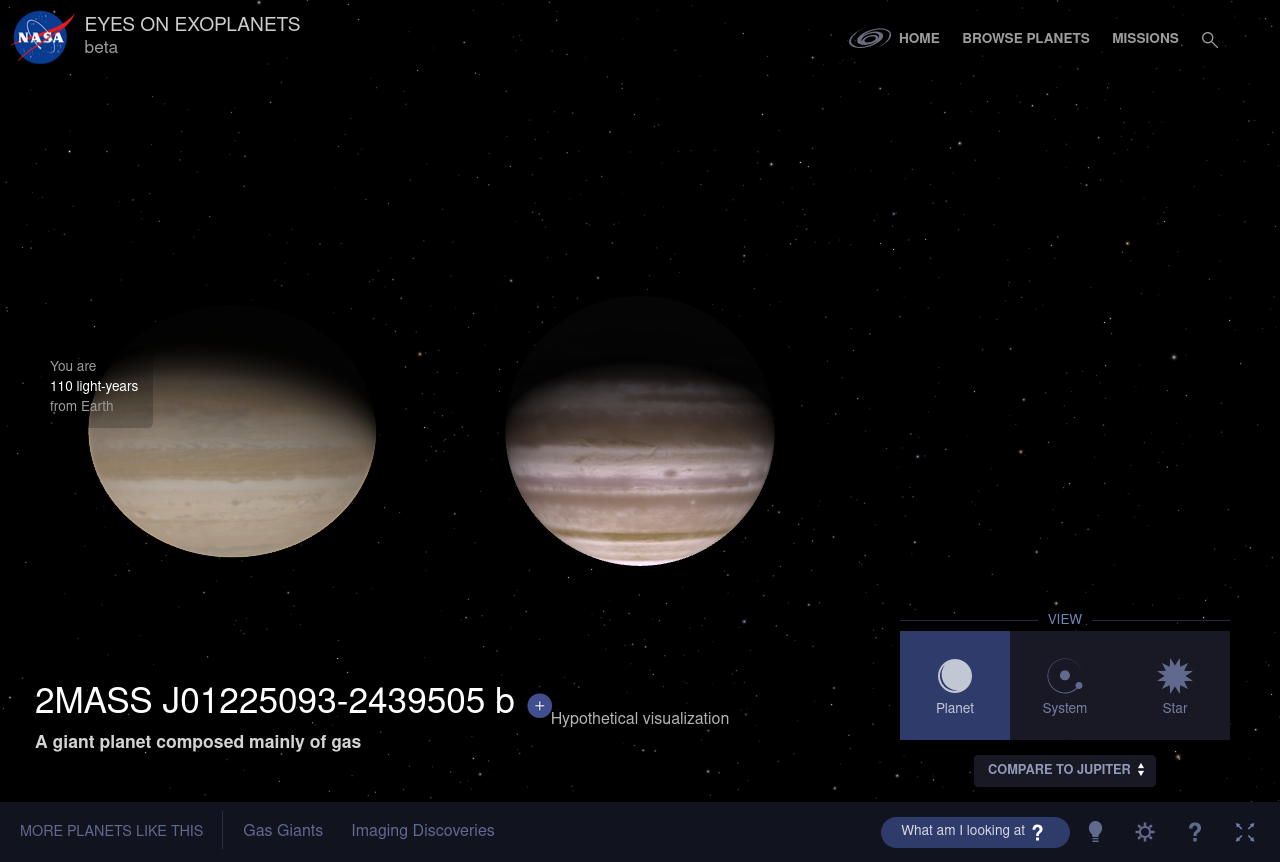 NASA
EYES ON EXOPLANETS
beta
HOME
BROWSE PLANETS
MISSIONS
You are
110 light-years
from Earth
VIEW
Planet
System
Star
2MASS J01225093-2439505 b
+
Hypothetical visualization
A giant planet composed mainly of gas
COMPARE TO JUPITER
MORE PLANETS LIKE THIS
Gas Giants
Imaging Discoveries
What am I looking at ?
?